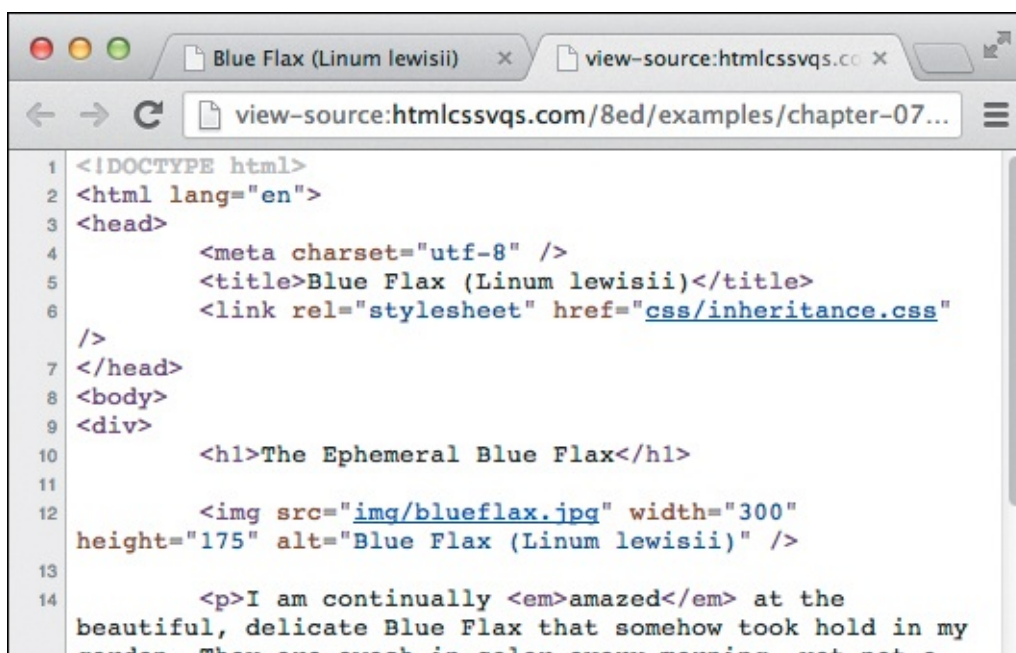 Blue Flax (Linum lewisii)
view-source:htmlcssvqs.co
view-source:htmlcssvqs.com/8ed/examples/chapter-07...
1 <!DOCTYPE html>
2 <html lang="en">
3 <head>
4 <meta charset="utf-8" />
5 <title>Blue Flax (Linum lewisii)</title>
6 <link rel="stylesheet" href="css/inheritance.css"
/>
7 </head>
8 <body>
9 <div>
10 <h1>The Ephemeral Blue Flax</h1>
11
12 <img src="img/blueflax.jpg" width="300"
height="175" alt="Blue Flax (Linum lewisii)" />
13
14 <p>I am continually <em>amazed</em> at the
beautiful, delicate Blue Flax that somehow took hold in my